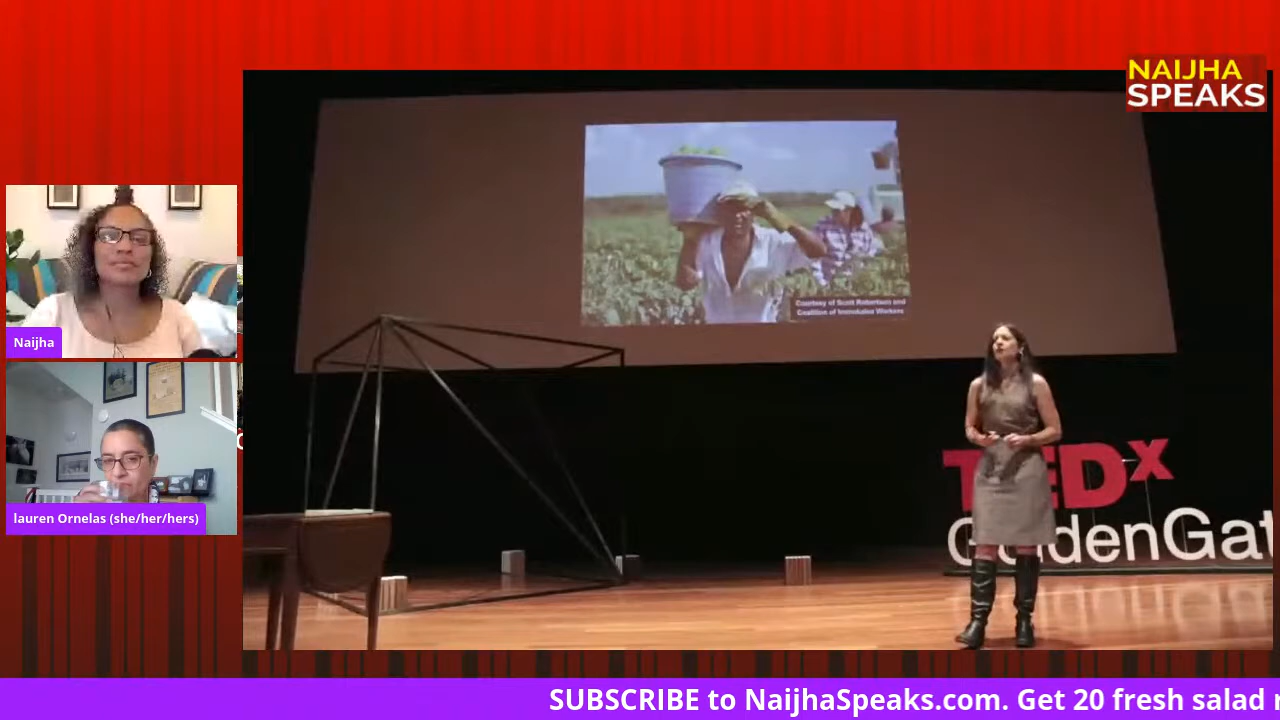 NAIJHA
SPEAKS
Courtesy of Scott Robertson and
Coalition of Immokalee Workers
Naijha
lauren Ornelas (she/her/hers)
TEDx
GoldenGat
SUBSCRIBE to NaijhaSpeaks.com. Get 20 fresh salad r